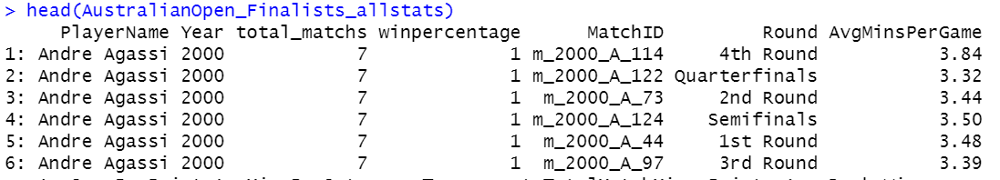 > head(AustralianOpen_Finalists_allstats)
PlayerName Year total_matchs winpercentage MatchID Round AvgMinsPerGame
1: Andre Agassi 2000 7 1 m_2000_A_114 4th Round 3.84
2: Andre Agassi 2000 7 1 m_2000_A_122 Quarterfinals 3.32
3: Andre Agassi 2000 7 1 m_2000_A_73 2nd Round 3.44
4: Andre Agassi 2000 7 1 m_2000_A_124 Semifinals 3.50
5: Andre Agassi 2000 7 1 m_2000_A_44 1st Round 3.48
6: Andre Agassi 2000 7 1 m_2000_A_97 3rd Round 3.39